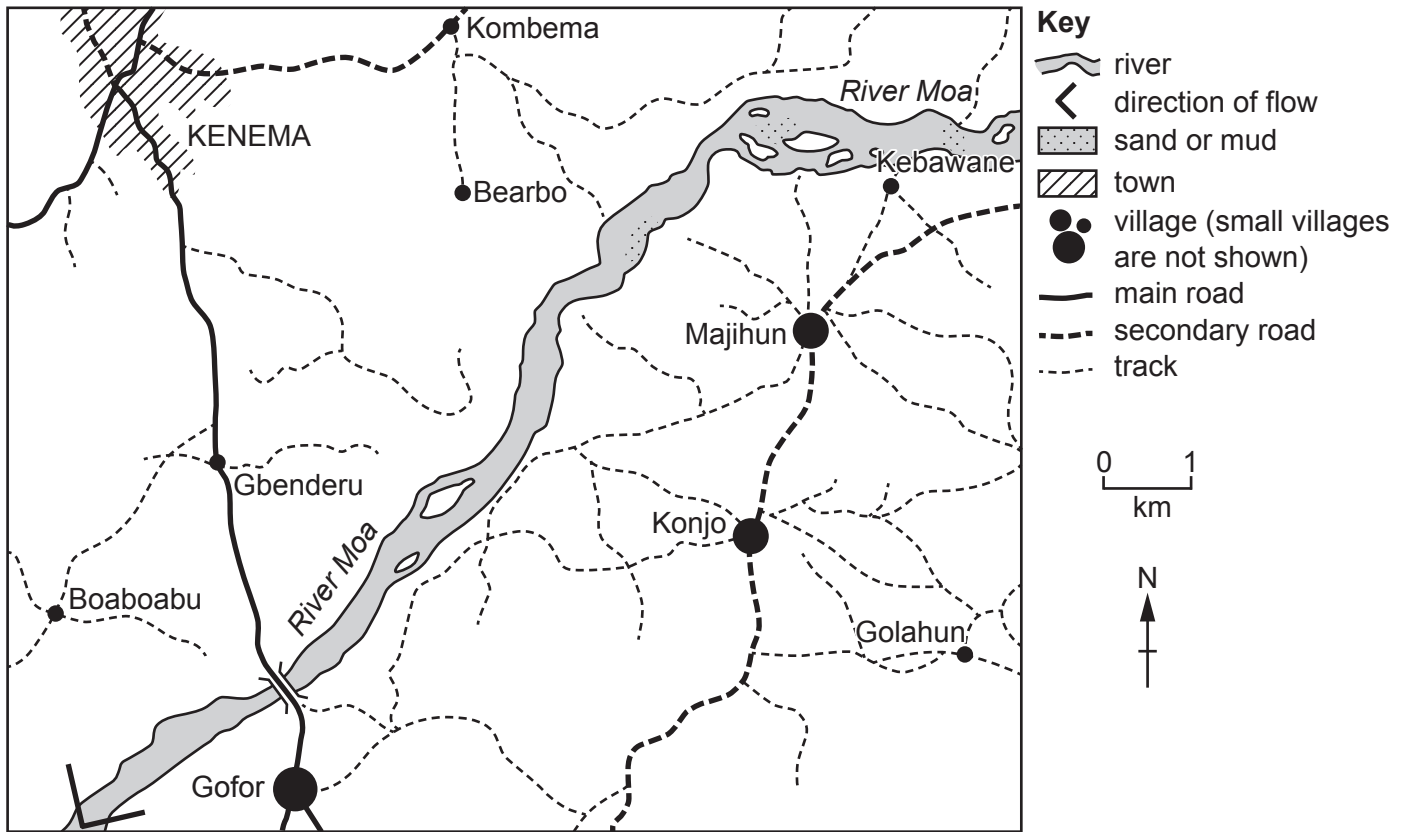 Kombema
River Moa
KENEMA
Kebawane
Bearbo
Majihun
Gbenderu
Konjo
River Moa
Boaboabu
Golahun
Gofor
Key
river
direction of flow
sand or mud
town
village (small villages
are not shown)
main road
secondary road
track
0 1
km
N